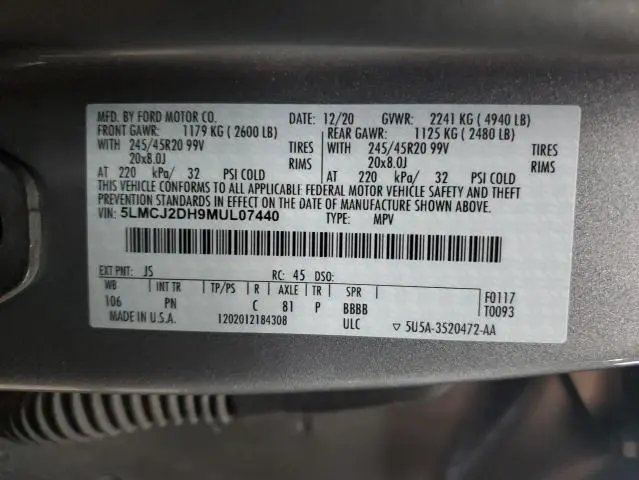 MFD. BY FORD MOTOR CO. DATE: 12/20 GVWR: 2241 KG ( 4940 LB)
FRONT GAWR: 1179 KG ( 2600 LB) REAR GAWR: 1125 KG ( 2480 LB)
WITH 245/45R20 99V TIRES WITH 245/45R20 99V TIRES
20x8.0J RIMS 20x8.0J RIMS
AT 220 kPa/ 32 PSI COLD AT 220 kPa/ 32 PSI COLD
THIS VEHICLE CONFORMS TO ALL APPLICABLE FEDERAL MOTOR VEHICLE SAFETY AND THEFT
PREVENTION STANDARDS IN EFFECT ON THE DATE OF MANUFACTURE SHOWN ABOVE.
VIN: 5LMCJ2DH9MUL07440 TYPE: MPV
EXT PNT: JS RC: 45 DSO:
WB INT TR TP/PS R AXLE TR SPR F0117
106 PN C 81 P BBBB T0093
MADE IN U.S.A. 1202012184308 ULC ▽ 5U5A-3520472-AA